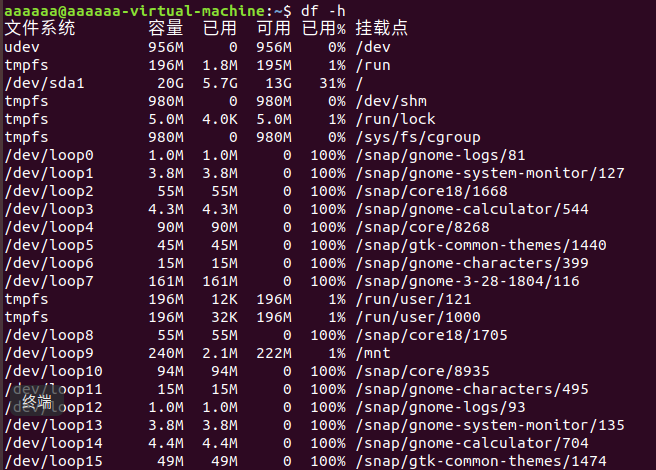 aaaaaa@aaaaaa-virtual-machine:~$ df -h
文件系统 容量 已用 可用 已用% 挂载点
udev 956M 0 956M 0% /dev
tmpfs 196M 1.8M 195M 1% /run
/dev/sda1 20G 5.7G 13G 31% /
tmpfs 980M 0 980M 0% /dev/shm
tmpfs 5.0M 4.0K 5.0M 1% /run/lock
tmpfs 980M 0 980M 0% /sys/fs/cgroup
/dev/loop0 1.0M 1.0M 0 100% /snap/gnome-logs/81
/dev/loop1 3.8M 3.8M 0 100% /snap/gnome-system-monitor/127
/dev/loop2 55M 55M 0 100% /snap/core18/1668
/dev/loop3 4.3M 4.3M 0 100% /snap/gnome-calculator/544
/dev/loop4 90M 90M 0 100% /snap/core/8268
/dev/loop5 45M 45M 0 100% /snap/gtk-common-themes/1440
/dev/loop6 15M 15M 0 100% /snap/gnome-characters/399
/dev/loop7 161M 161M 0 100% /snap/gnome-3-28-1804/116
tmpfs 196M 12K 196M 1% /run/user/121
tmpfs 196M 32K 196M 1% /run/user/1000
/dev/loop8 55M 55M 0 100% /snap/core18/1705
/dev/loop9 240M 2.1M 222M 1% /mnt
/dev/loop10 94M 94M 0 100% /snap/core/8935
/dev/loop11 15M 15M 0 100% /snap/gnome-characters/495
终端
/dev/loop12 1.0M 1.0M 0 100% /snap/gnome-logs/93
/dev/loop13 3.8M 3.8M 0 100% /snap/gnome-system-monitor/135
/dev/loop14 4.4M 4.4M 0 100% /snap/gnome-calculator/704
/dev/loop15 49M 49M 0 100% /snap/gtk-common-themes/1474